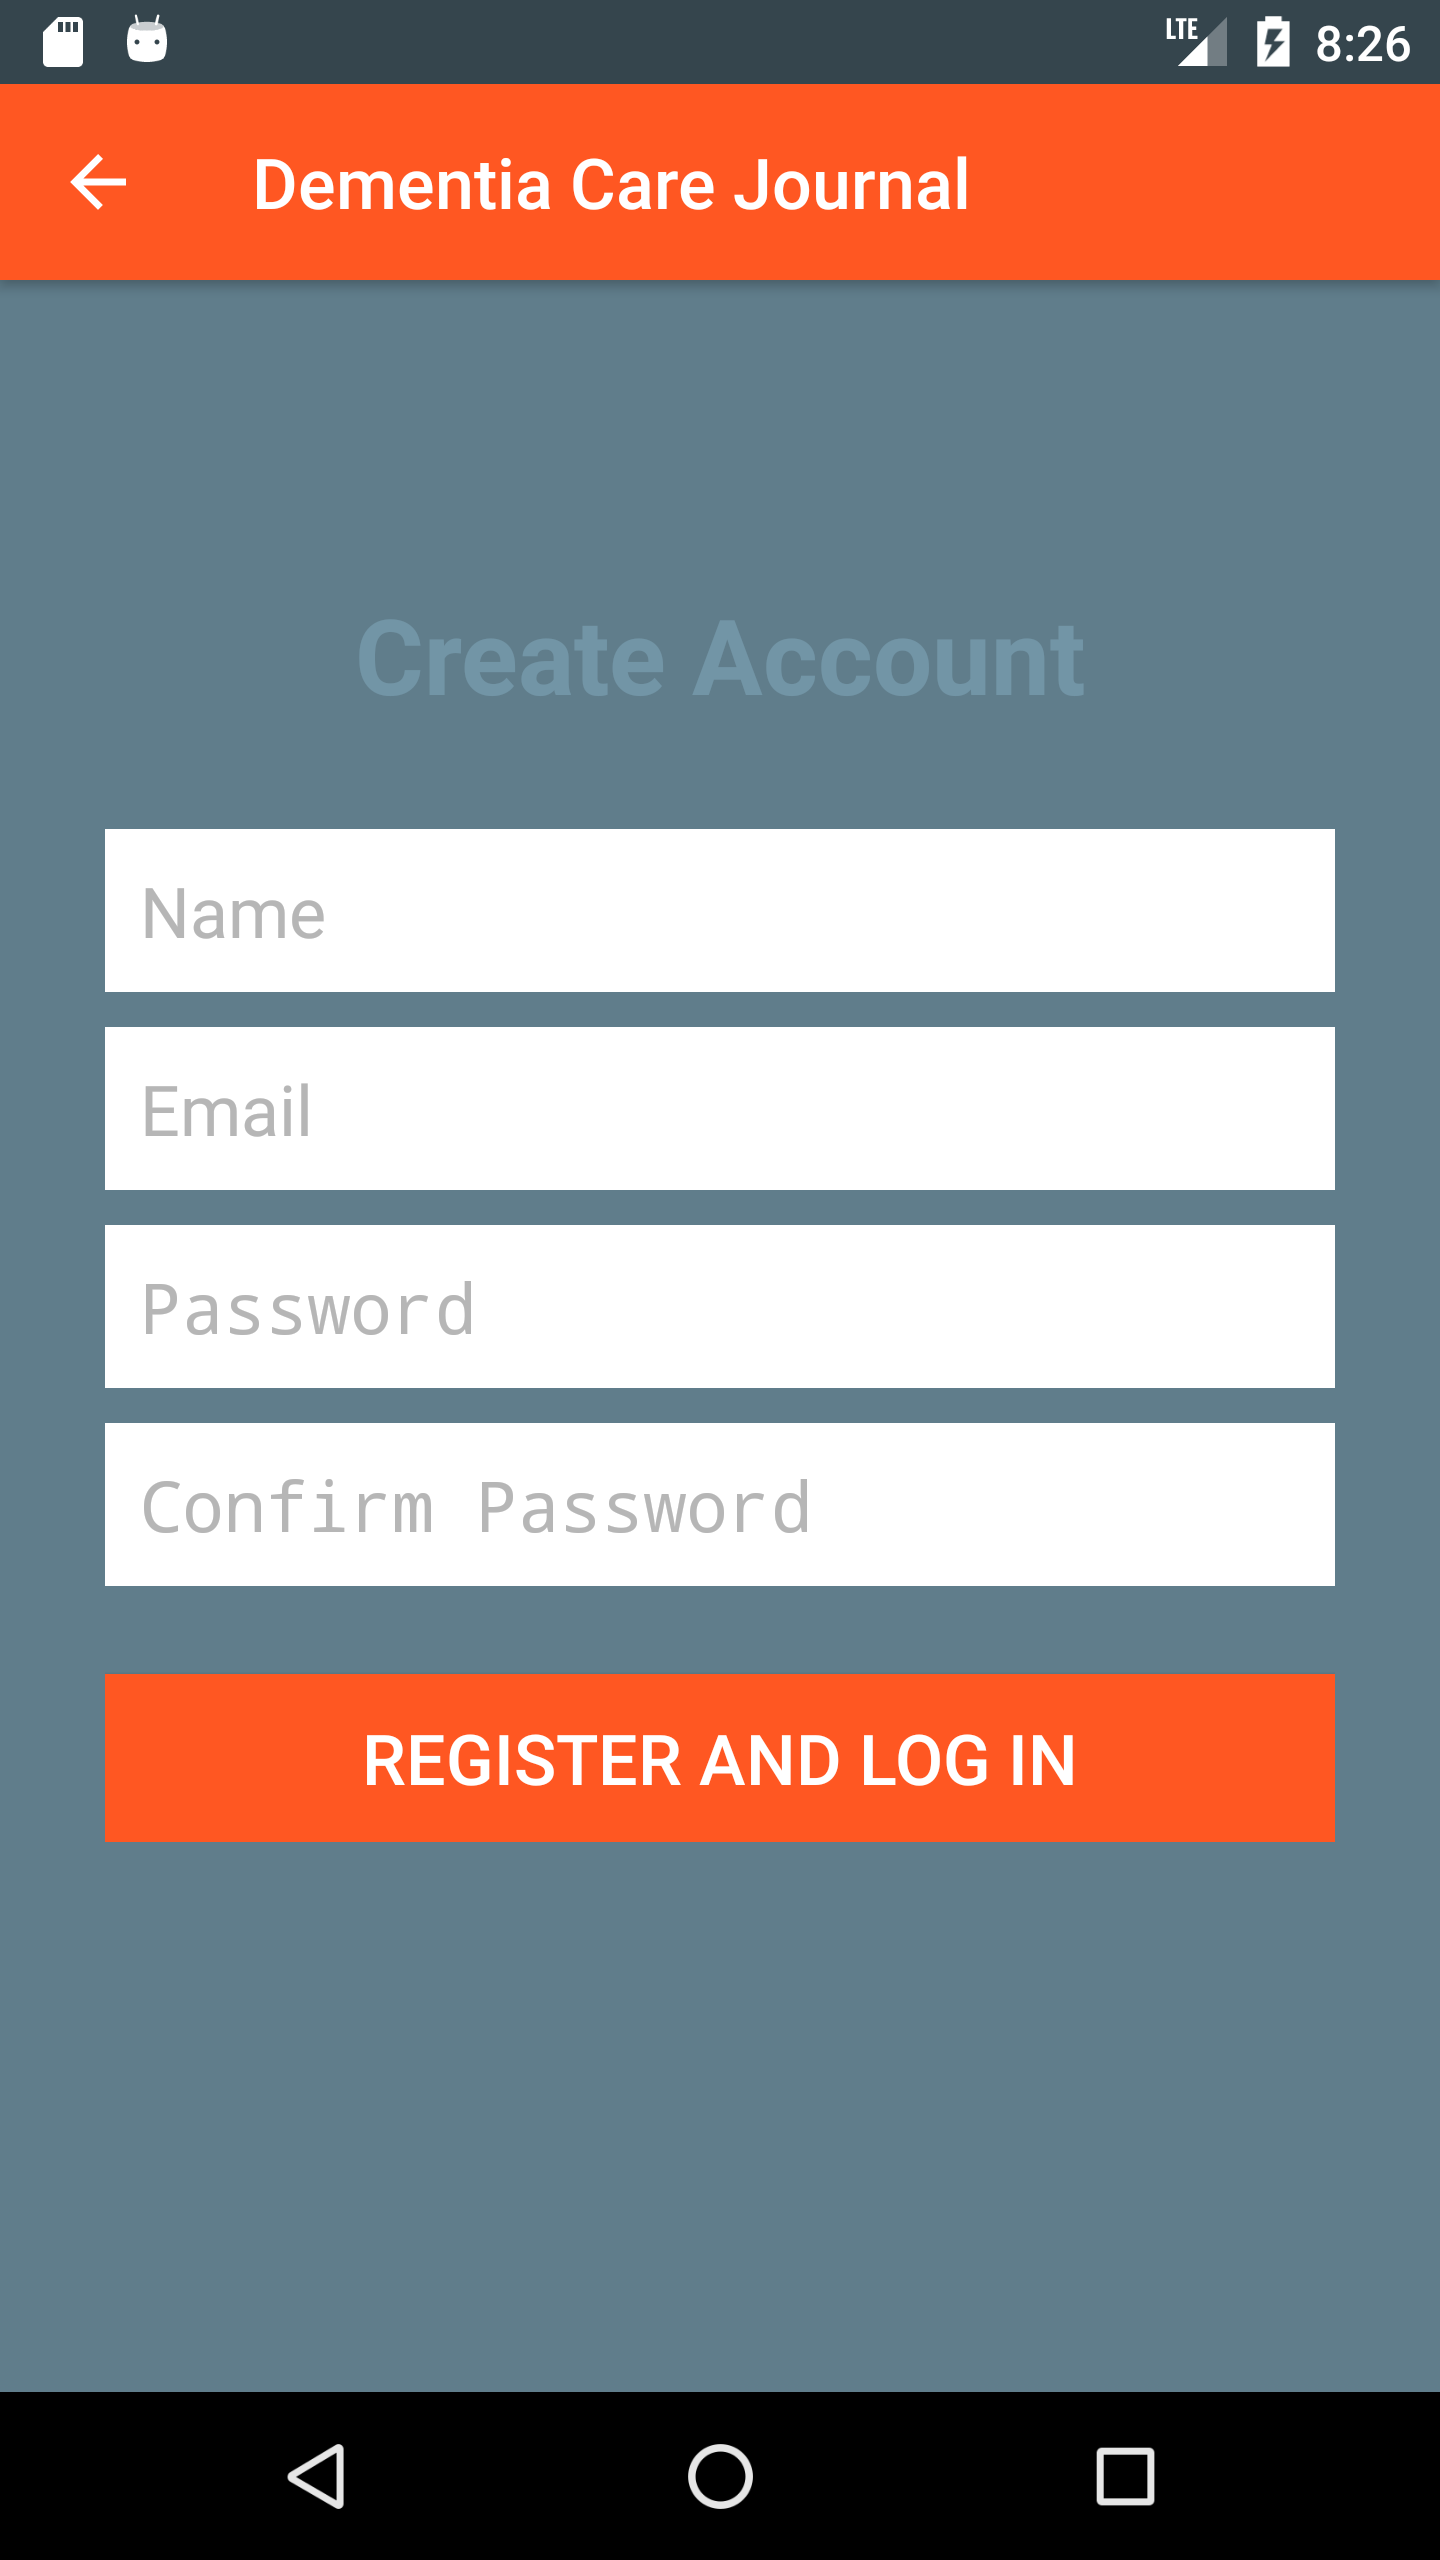 LTE 8:26
Dementia Care Journal
Create Account
Name
Email
Password
Confirm Password
REGISTER AND LOG IN